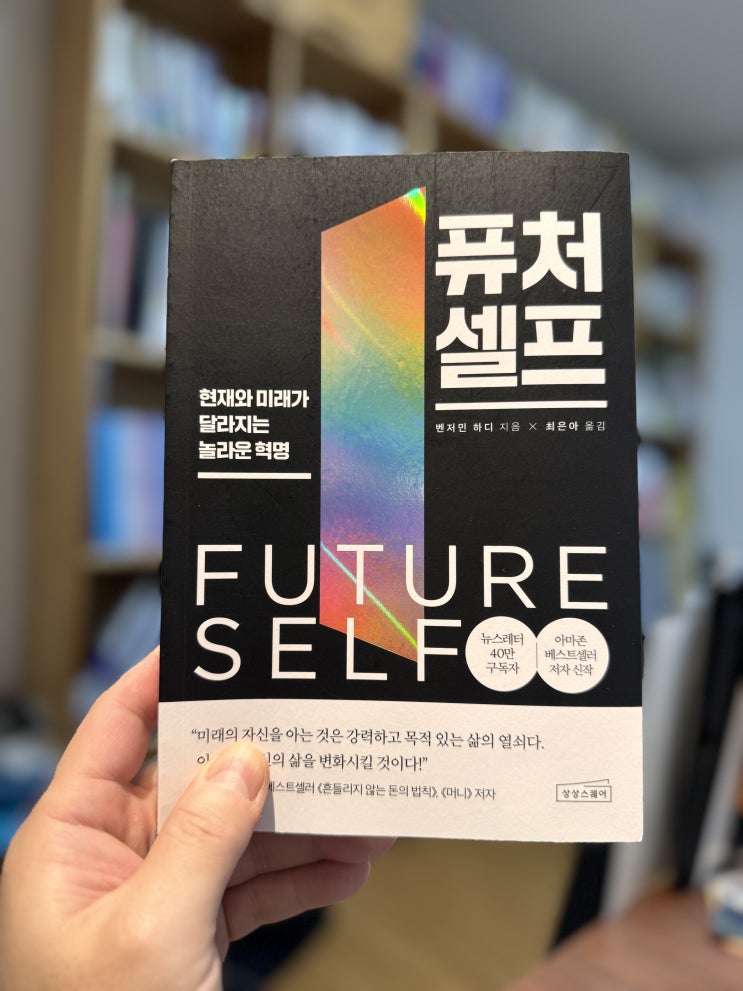 퓨처
셀프
벤저민 하디 지음 × 최은아 옮김
현재와 미래가
달라지는
놀라운 혁명
FUTURE
SELF
뉴스레터
40만
구독자
아마존
베스트셀러
저자 신작
“미래의 자신을 아는 것은 강력하고 목적 있는 삶의 열쇠다.
의 삶을 변화시킬 것이다!”
베스트셀러 《흔들리지 않는 돈의 법칙》, 《머니》 저자
상상스퀘어